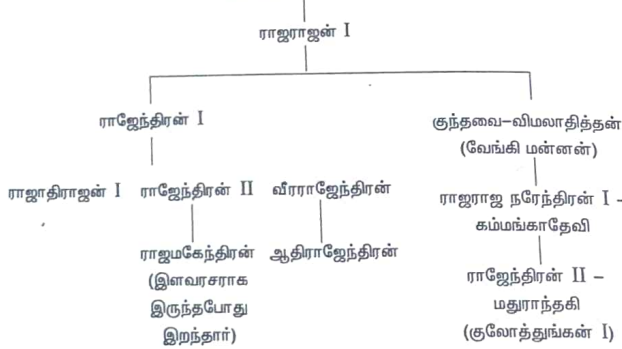 ராஜராஜன் I
ராஜேந்திரன் I
குந்தவை-விமலாதித்தன்
(வேங்கி மன்னன்)
ராஜாதிராஜன் I ராஜேந்திரன் II வீரராஜேந்திரன்
ராஜராஜ நரேந்திரன் I -
கம்மங்காதேவி
ராஜமகேந்திரன் ஆதிராஜேந்திரன்
(இளவரசராக
இருந்தபோது
இறந்தார்)
ராஜேந்திரன் II -
மதுராந்தகி
(குலோத்துங்கன் I)